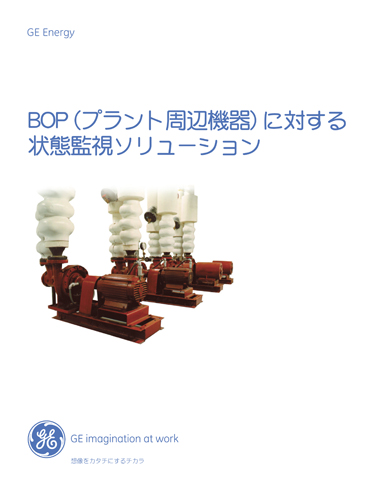 GE Energy
BOP（プラント周辺機器）に対する
状態監視ソリューション
GE imagination at work
想像をカタチにするチカラ